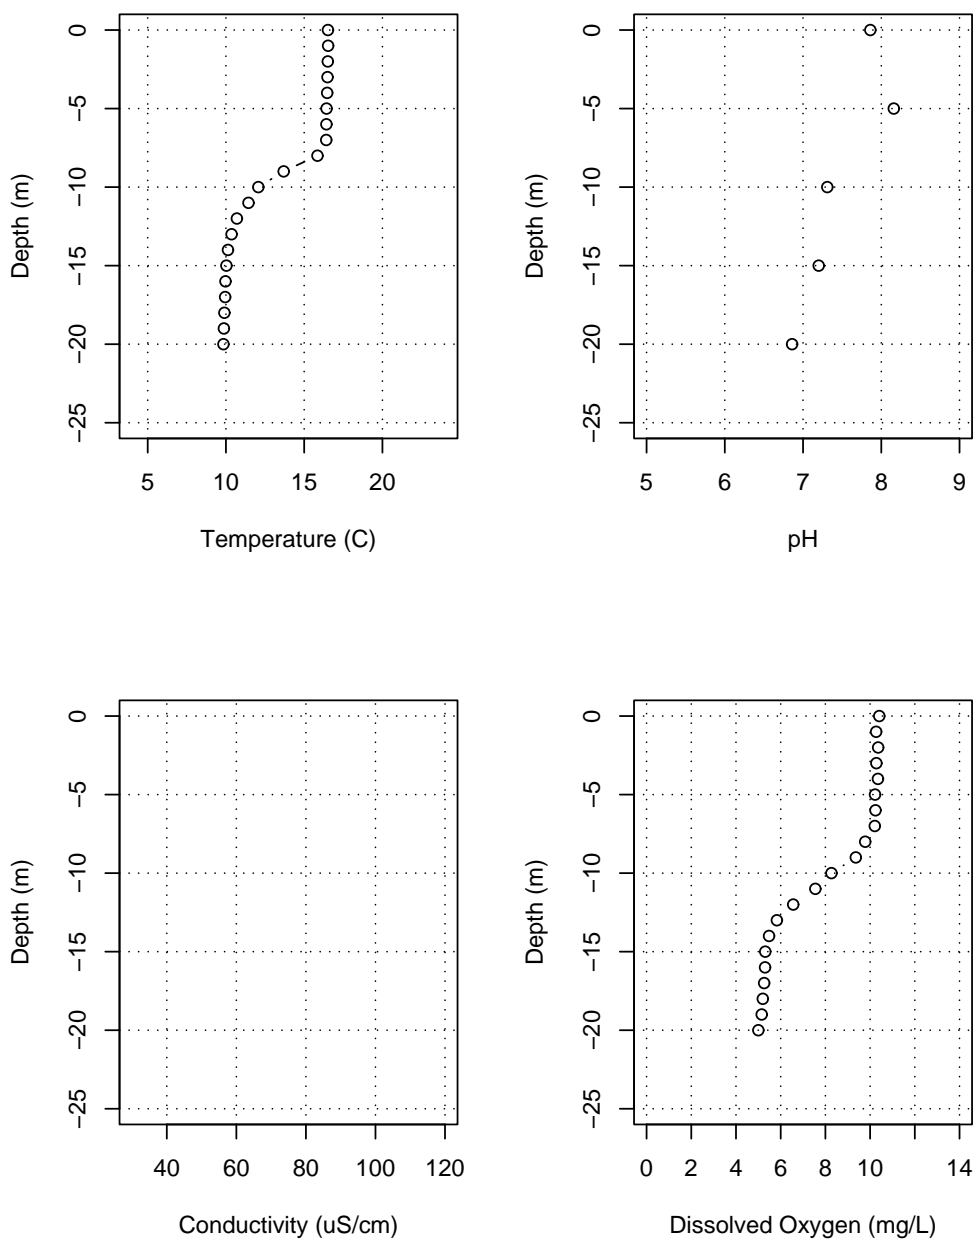 0
−5
−10
−15
−20
−25
Depth (m)
5 10 15 20
Temperature (C)
0
−5
−10
−15
−20
−25
Depth (m)
5 6 7 8 9
pH
0
−5
−10
−15
−20
−25
Depth (m)
40 60 80 100 120
Conductivity (uS/cm)
0
−5
−10
−15
−20
−25
Depth (m)
0 2 4 6 8 10 14
Dissolved Oxygen (mg/L)